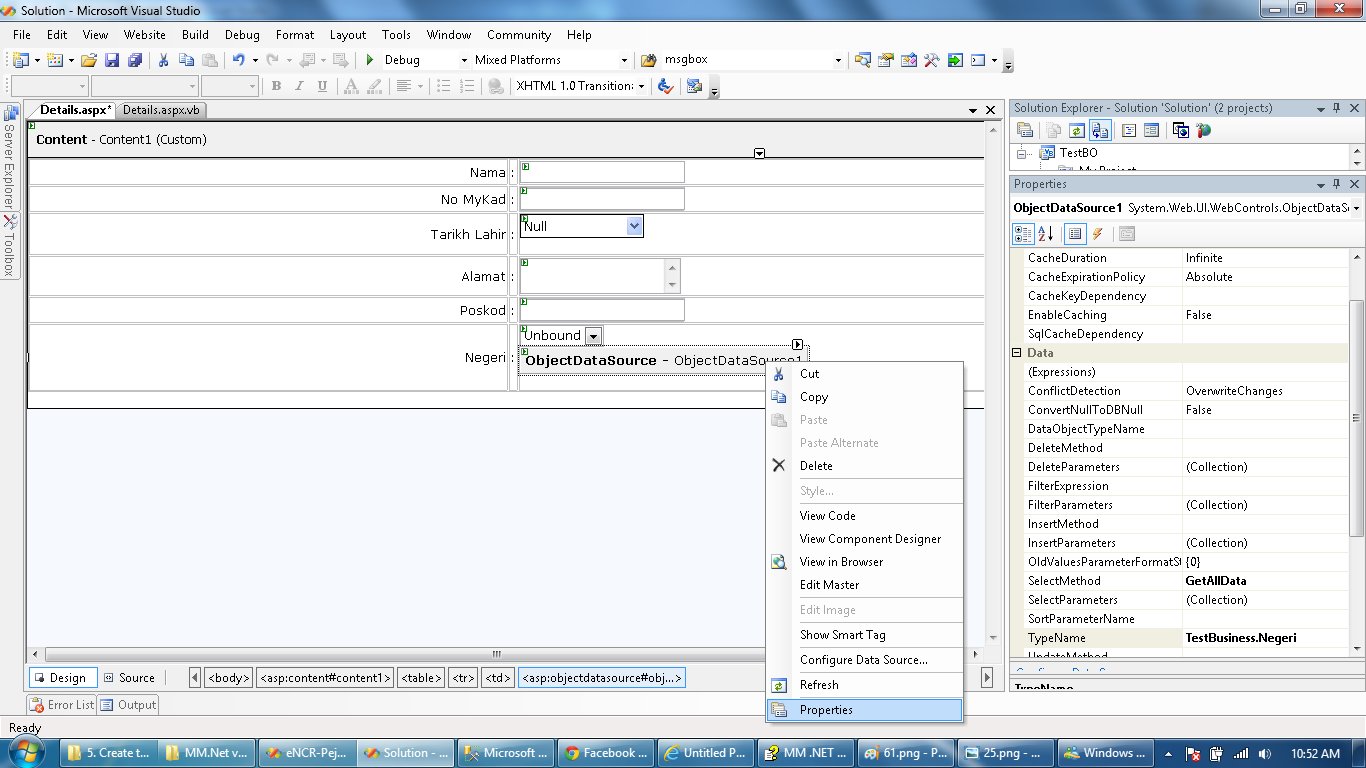 Solution - Microsoft Visual Studio
File Edit View Website Build Debug Format Layout Tools Window Community Help
Debug Mixed Platforms msgbox
XHTML 1.0 Transition
Details.aspx* Details.aspx.vb
Server Explorer
Toolbox
Content - Content1 (Custom)
Nama :
No MyKad :
Tarikh Lahir : Null
Alamat :
Poskod :
Unbound
Negeri :
ObjectDataSource - ObjectDataSource1
Cut
Copy
Paste
Paste Alternate
Delete
Style...
View Code
View Component Designer
View in Browser
Edit Master
Edit Image
Show Smart Tag
Configure Data Source...
Refresh
Properties
Design Source <body> <asp:content#content1> <table> <tr> <td> <asp:objectdatasource#obj...>
Error List Output
Ready
Solution Explorer - Solution 'Solution' (2 projects)
TestBO
My Project
Properties
ObjectDataSource1 System.Web.UI.WebControls.ObjectDataS
CacheDuration Infinite
CacheExpirationPolicy Absolute
CacheKeyDependency
EnableCaching False
SqlCacheDependency
Data
(Expressions)
ConflictDetection OverwriteChanges
ConvertNullToDBNull False
DataObjectTypeName
DeleteMethod
DeleteParameters (Collection)
FilterExpression
FilterParameters (Collection)
InsertMethod
InsertParameters (Collection)
OldValuesParameterFormatS {0}
SelectMethod GetAllData
SelectParameters (Collection)
SortParameterName
TypeName TestBusiness.Negeri
UpdateMethod
TypeName
5. Create t... MM.Net v... eNCR-Pej... Solution - ... Microsoft ... Facebook ... Untitled P... MM .NET ... 61.png - P... 25.png - ... Windows ... 10:52 AM